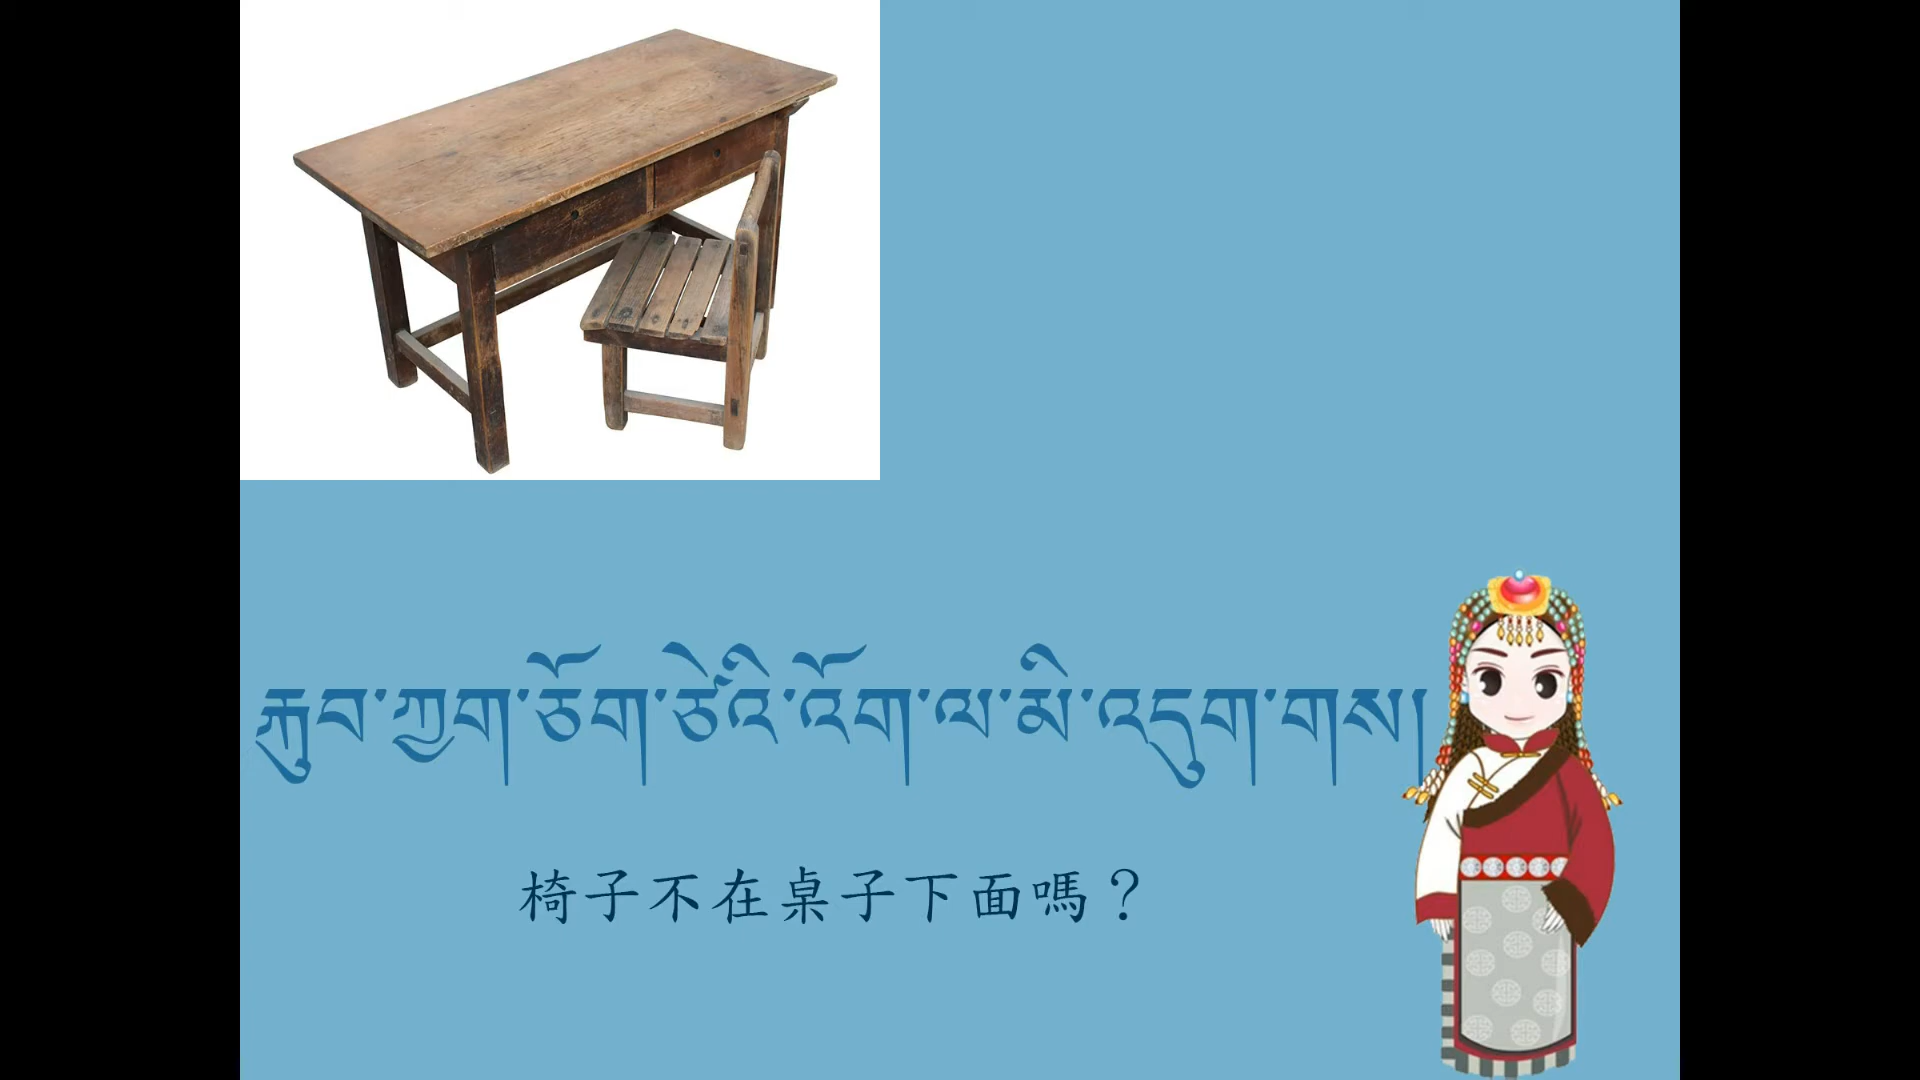 རྐུབ་ཀྱག་ཅོག་ཙེའི་འོག་ལ་མི་འདུག་གས།
椅子不在桌子下面嗎？